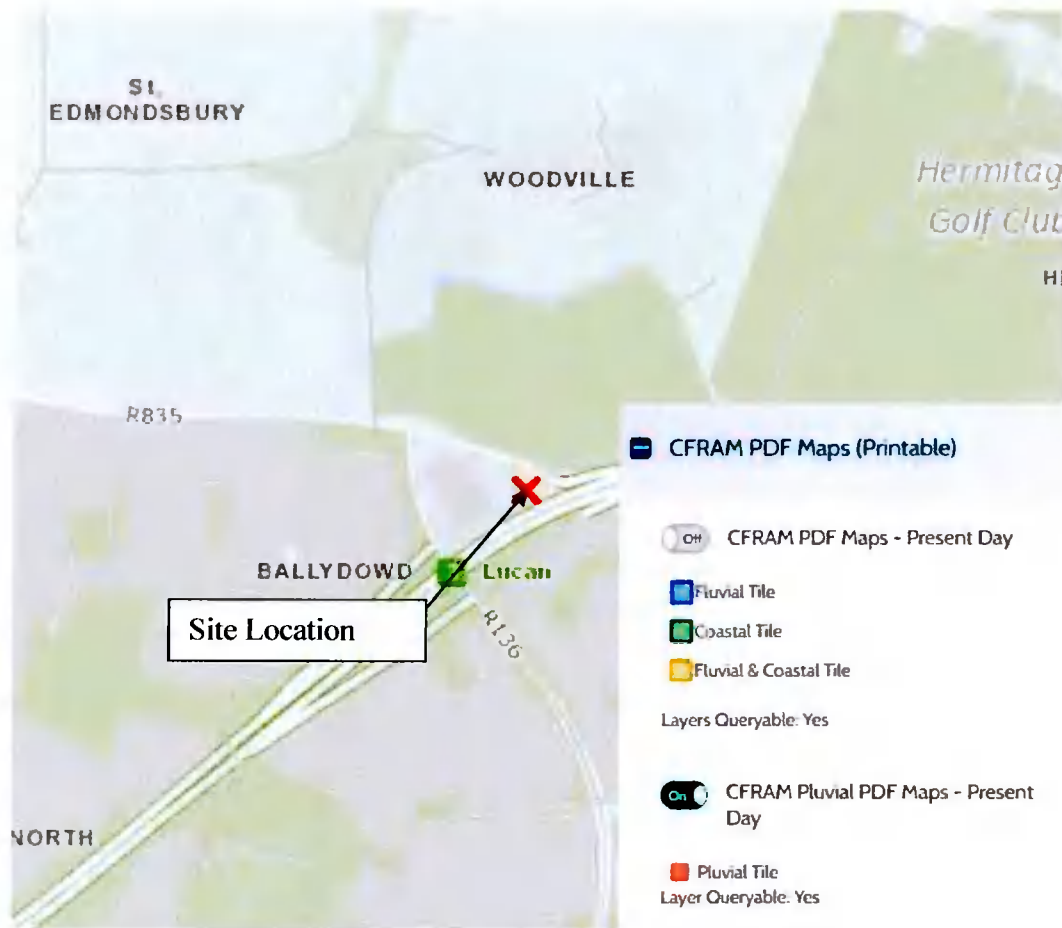 ST.
EDMONDSBURY
WOODVILLE
Hermitag
Golf Club
HE
R835
BALLYDOWD
Lucan
Site Location
R136
NORTH
CFRAM PDF Maps (Printable)
Off CFRAM PDF Maps - Present Day
Fluvial Tile
Coastal Tile
Fluvial & Coastal Tile
Layers Queryable: Yes
On CFRAM Pluvial PDF Maps - Present
Day
Pluvial Tile
Layer Queryable: Yes